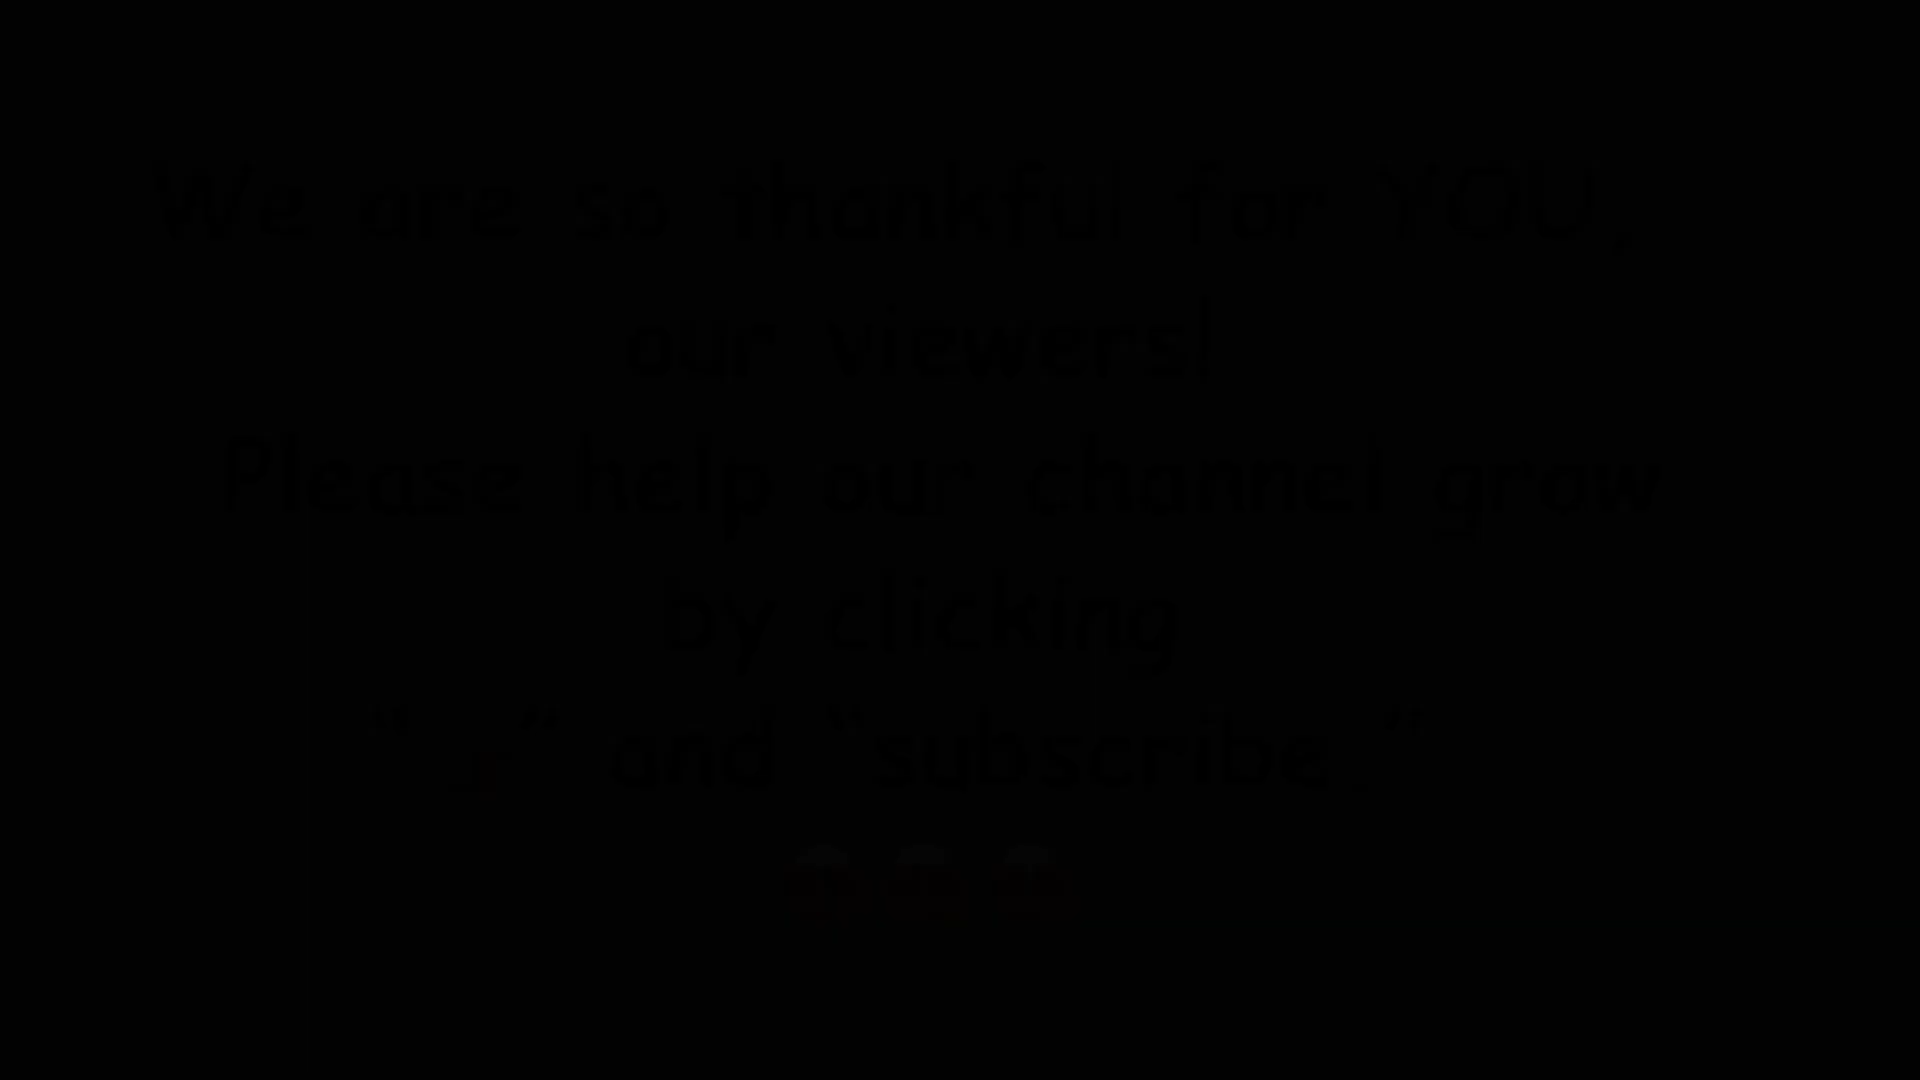 We are so thankful for YOU,
our viewers!
Please help our channel grow
by clicking
“👍” and “subscribe.”